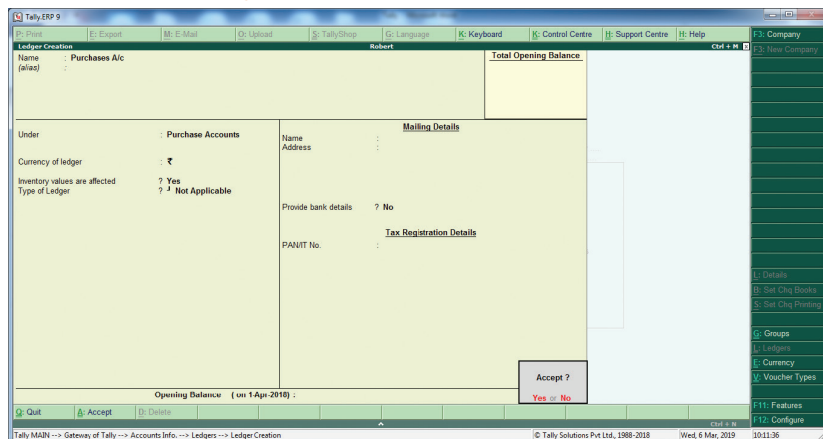 Tally.ERP 9
P: Print E: Export M: E-Mail O: Upload S: TallyShop G: Language K: Keyboard K: Control Centre H: Support Centre H: Help
Ledger Creation Robert Ctrl + M
Name : Purchases A/c
(alias) :
Total Opening Balance
Under : Purchase Accounts
Currency of ledger : ₹
Inventory values are affected ? Yes
Type of Ledger ? ┘ Not Applicable
Mailing Details
Name :
Address :
Provide bank details ? No
Tax Registration Details
PAN/IT No. :
Opening Balance ( on 1-Apr-2018) :
Accept ?
Yes or No
F3: Company
F3: New Company
L: Details
B: Set Chq Books
S: Set Chq Printing
G: Groups
L: Ledgers
E: Currency
V: Voucher Types
F11: Features
F12: Configure
Q: Quit A: Accept D: Delete
Ctrl + N
Tally MAIN --> Gateway of Tally --> Accounts Info. --> Ledgers --> Ledger Creation © Tally Solutions Pvt Ltd., 1988-2018 Wed, 6 Mar, 2019 10:11:36